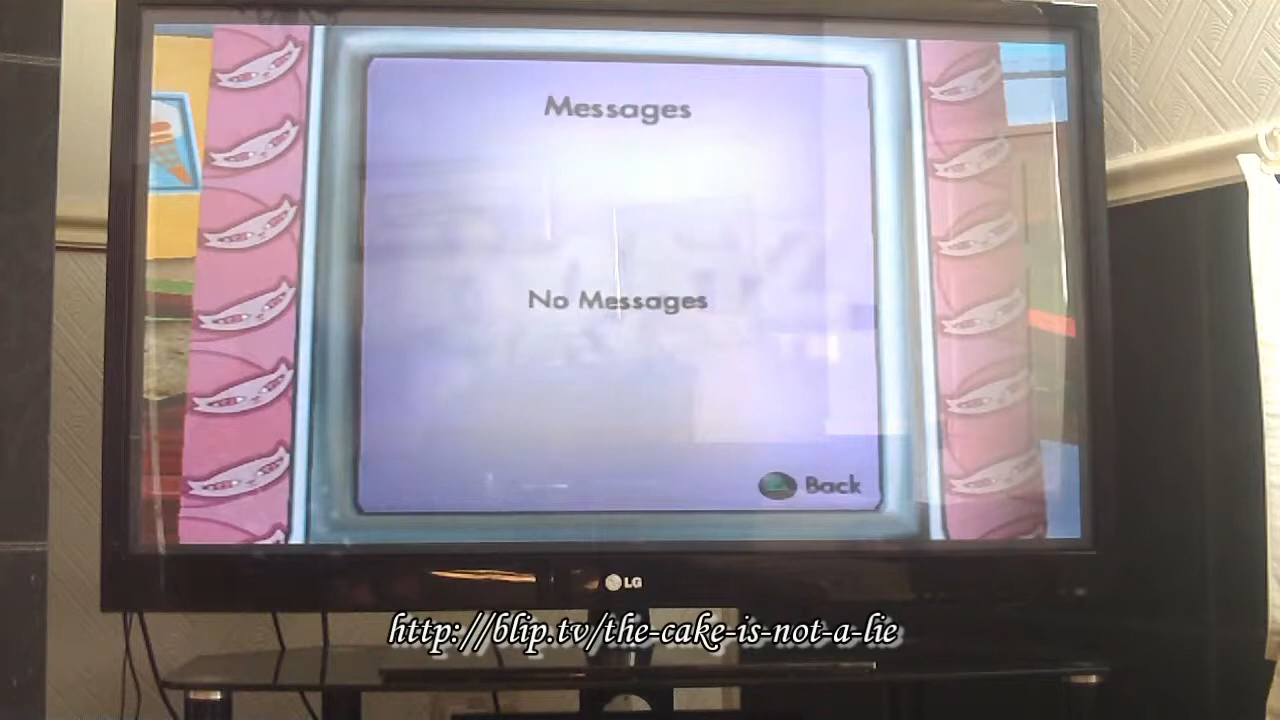 Messages
No Messages
Back
LG
http://blip.tv/the-cake-is-not-a-lie